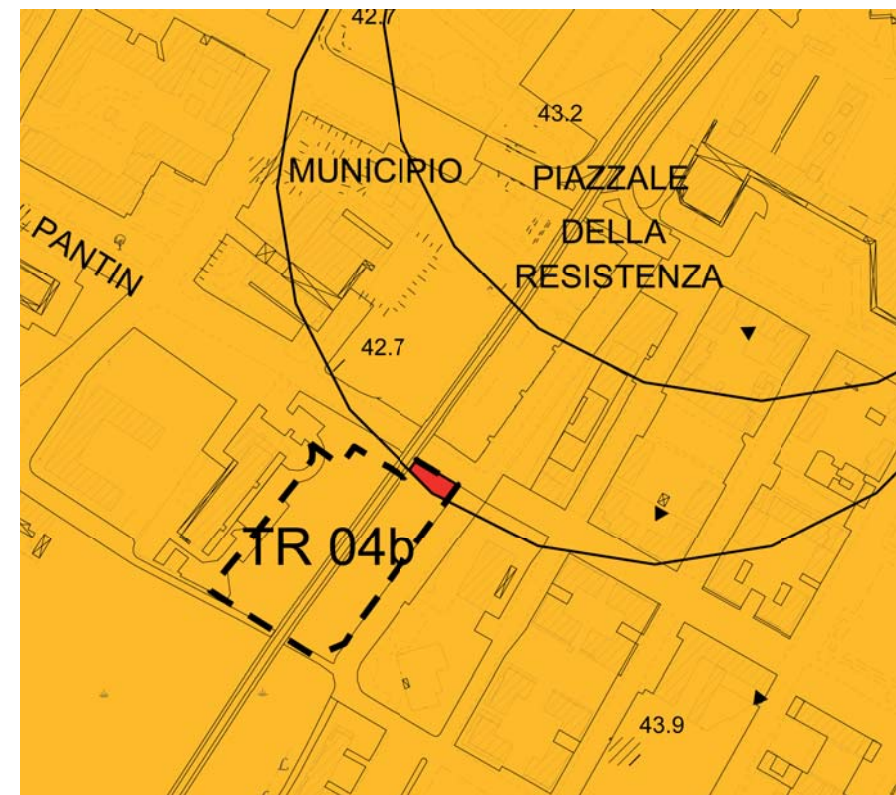 42.7
43.2
MUNICIPIO
PIAZZALE
DELLA
RESISTENZA
PANTIN
42.7
TR 04b
43.9